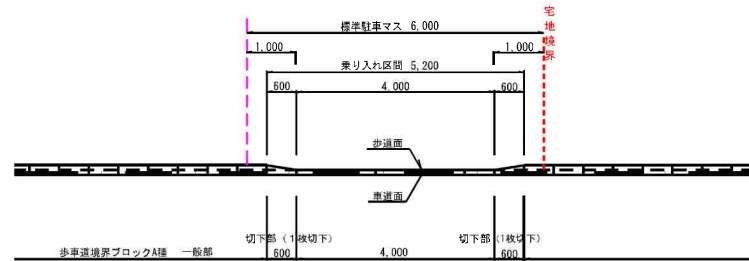 標準駐車マス 6,000
宅地境界
1,000
1,000
乗り入れ区間 5,200
600
4,000
600
歩道面
車道面
切下部(1枚切下)
切下部(1枚切下)
歩車道境界ブロックA種 一般部
600
4,000
600